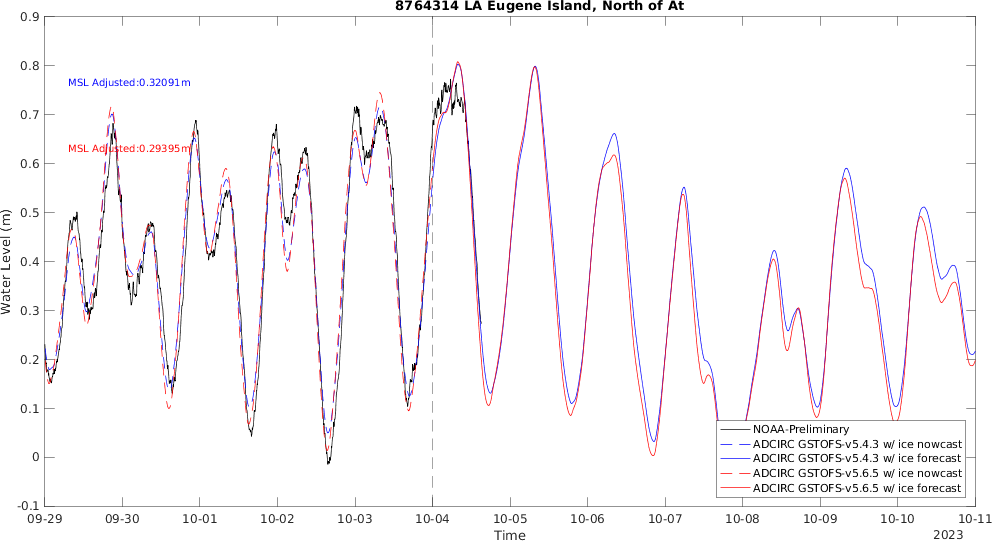 8764314 LA Eugene Island, North of At
0.9
0.8
0.7
0.6
0.5
0.4
0.3
0.2
0.1
0
-0.1
Water Level (m)
MSL Adjusted:0.32091m
MSL Adjusted:0.29395m
NOAA-Preliminary
ADCIRC GSTOFS-v5.4.3 w/ ice nowcast
ADCIRC GSTOFS-v5.4.3 w/ ice forecast
ADCIRC GSTOFS-v5.6.5 w/ ice nowcast
ADCIRC GSTOFS-v5.6.5 w/ ice forecast
09-29 09-30 10-01 10-02 10-03 10-04 10-05 10-06 10-07 10-08 10-09 10-10 10-11
Time
2023